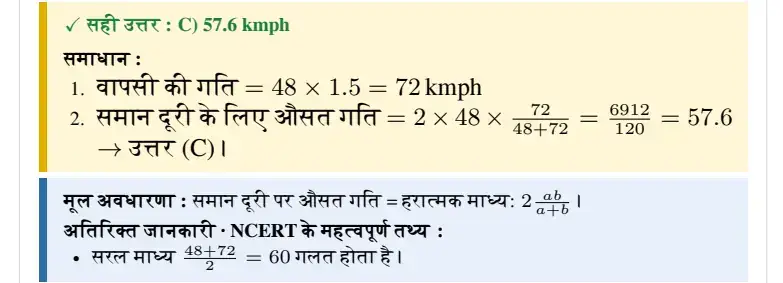 ✓ सही उत्तर : C) 57.6 kmph
समाधान :
1. वापसी की गति = 48 × 1.5 = 72 kmph
2. समान दूरी के लिए औसत गति = 2 × 48 × 72/48+72 = 6912/120 = 57.6
→ उत्तर (C)।
मूल अवधारणा : समान दूरी पर औसत गति = हरात्मक माध्य: 2 ab/a+b ।
अतिरिक्त जानकारी · NCERT के महत्वपूर्ण तथ्य :
• सरल माध्य 48+72/2 = 60 गलत होता है।